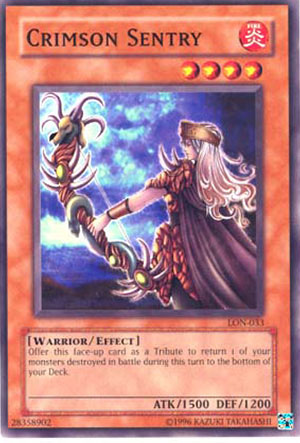 CRIMSON SENTRY
FIRE
炎
LON-033
[WARRIOR/EFFECT]
Offer this face-up card as a Tribute to return 1 of your
monsters destroyed in battle during this turn to the bottom of
your Deck.
ATK/1500 DEF/1200
28358902
©1996 KAZUKI TAKAHASHI